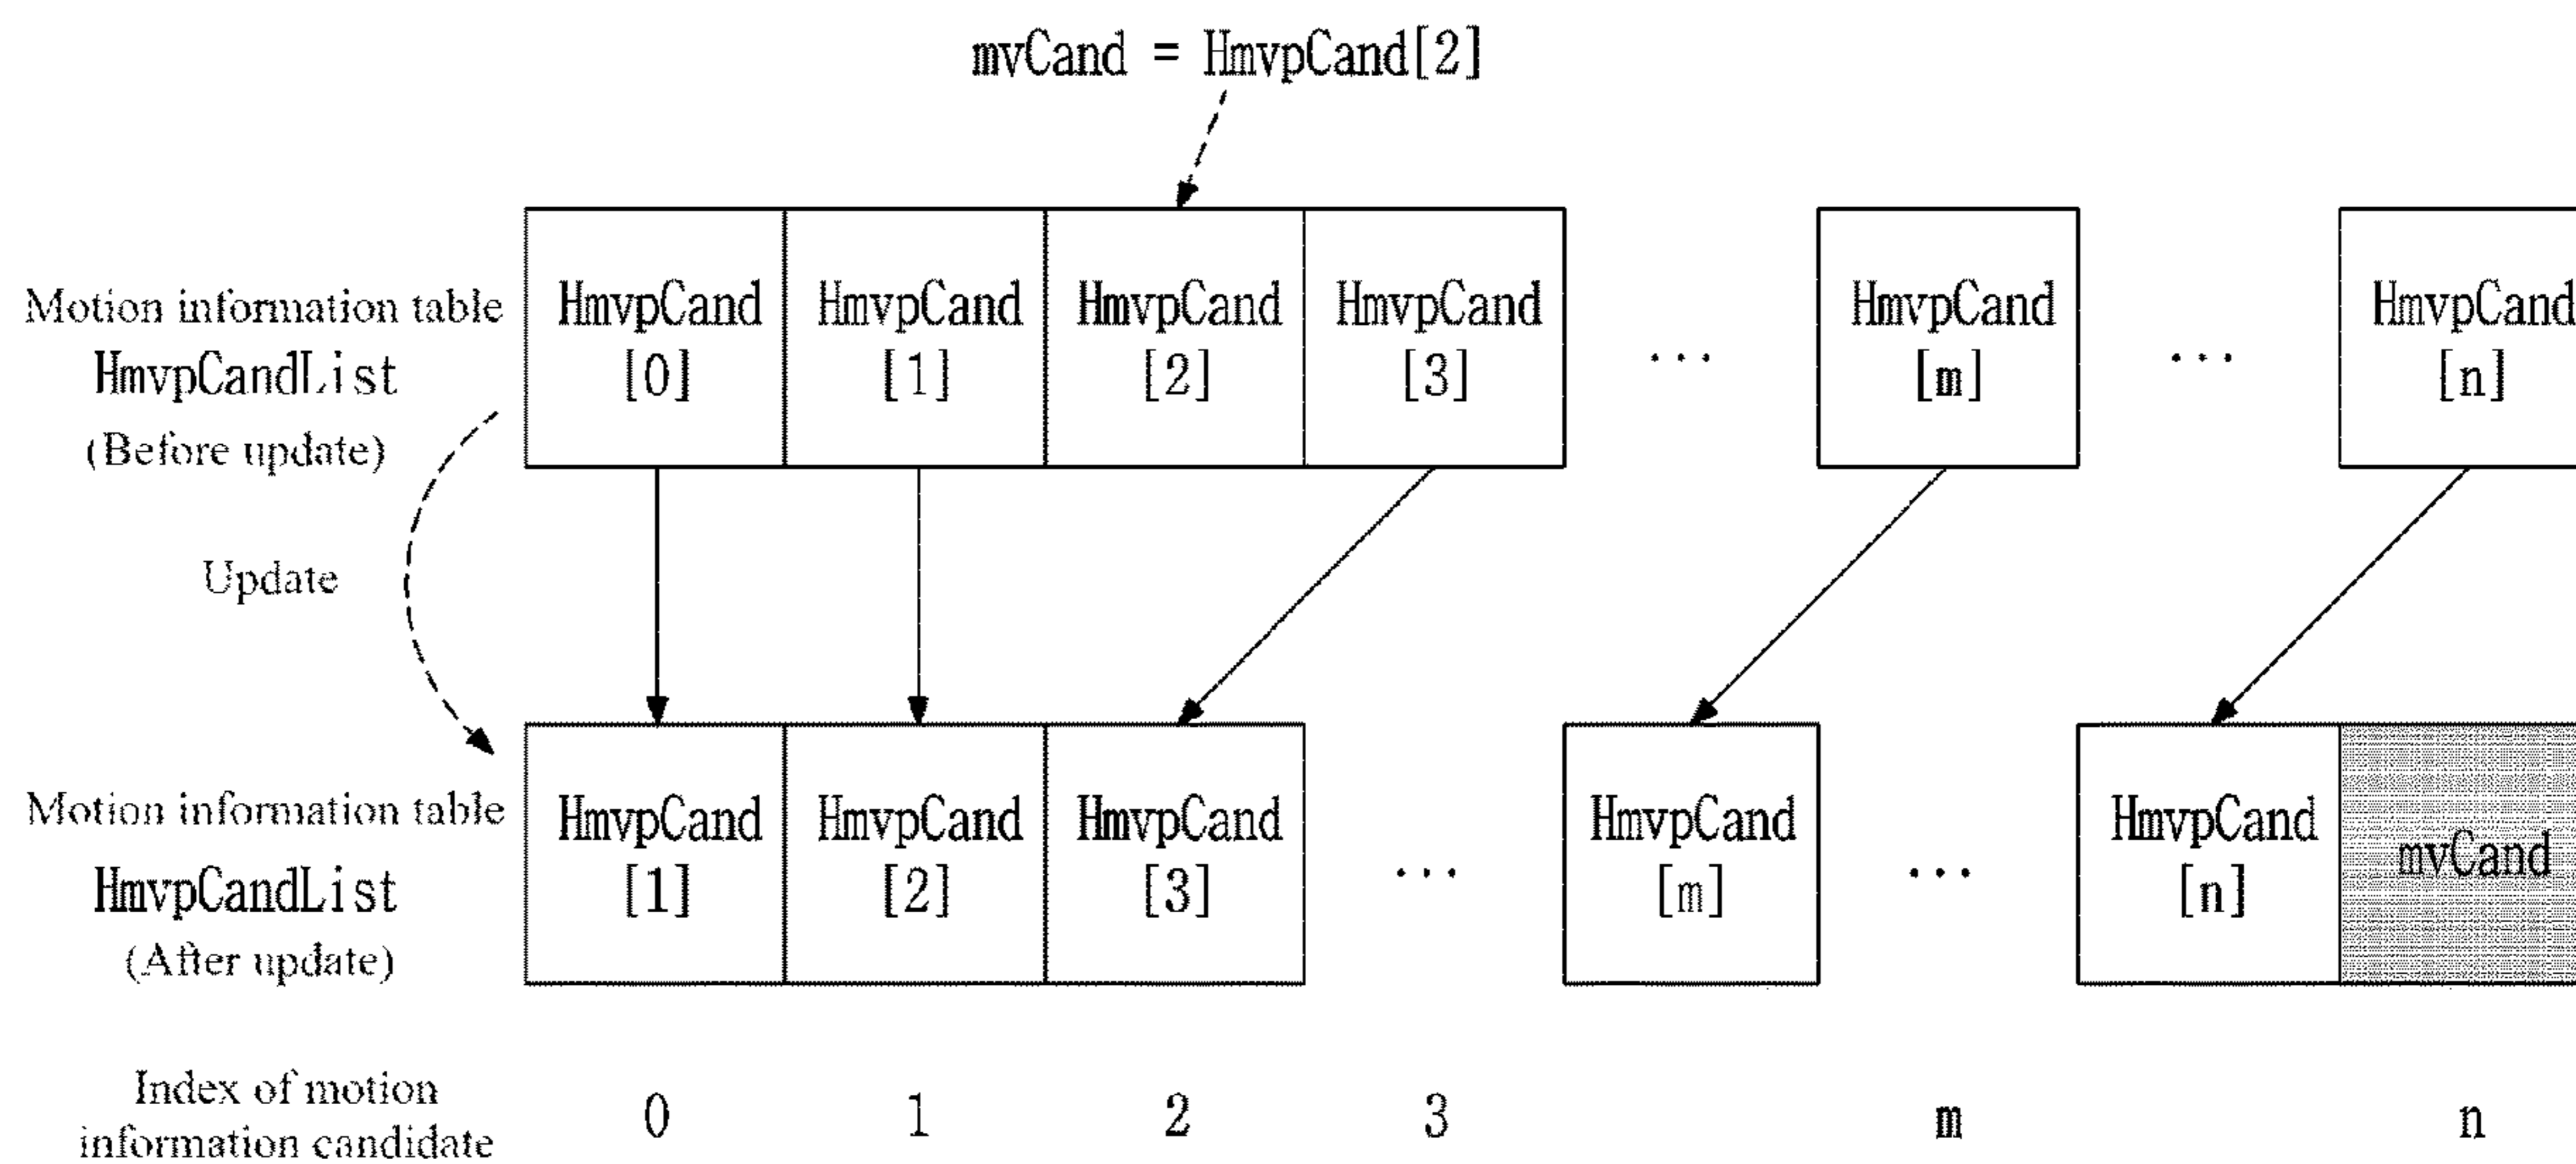 mvCand = HmvpCand[2]
Motion information table
HmvpCandList
(Before update)
HmvpCand
[0]
HmvpCand
[1]
HmvpCand
[2]
HmvpCand
[3]
...
HmvpCand
[m]
...
HmvpCand
[n]
Update
Motion information table
HmvpCandList
(After update)
HmvpCand
[1]
HmvpCand
[2]
HmvpCand
[3]
...
HmvpCand
[m]
...
HmvpCand
[n]
mvCand
Index of motion
information candidate
0
1
2
3
m
n